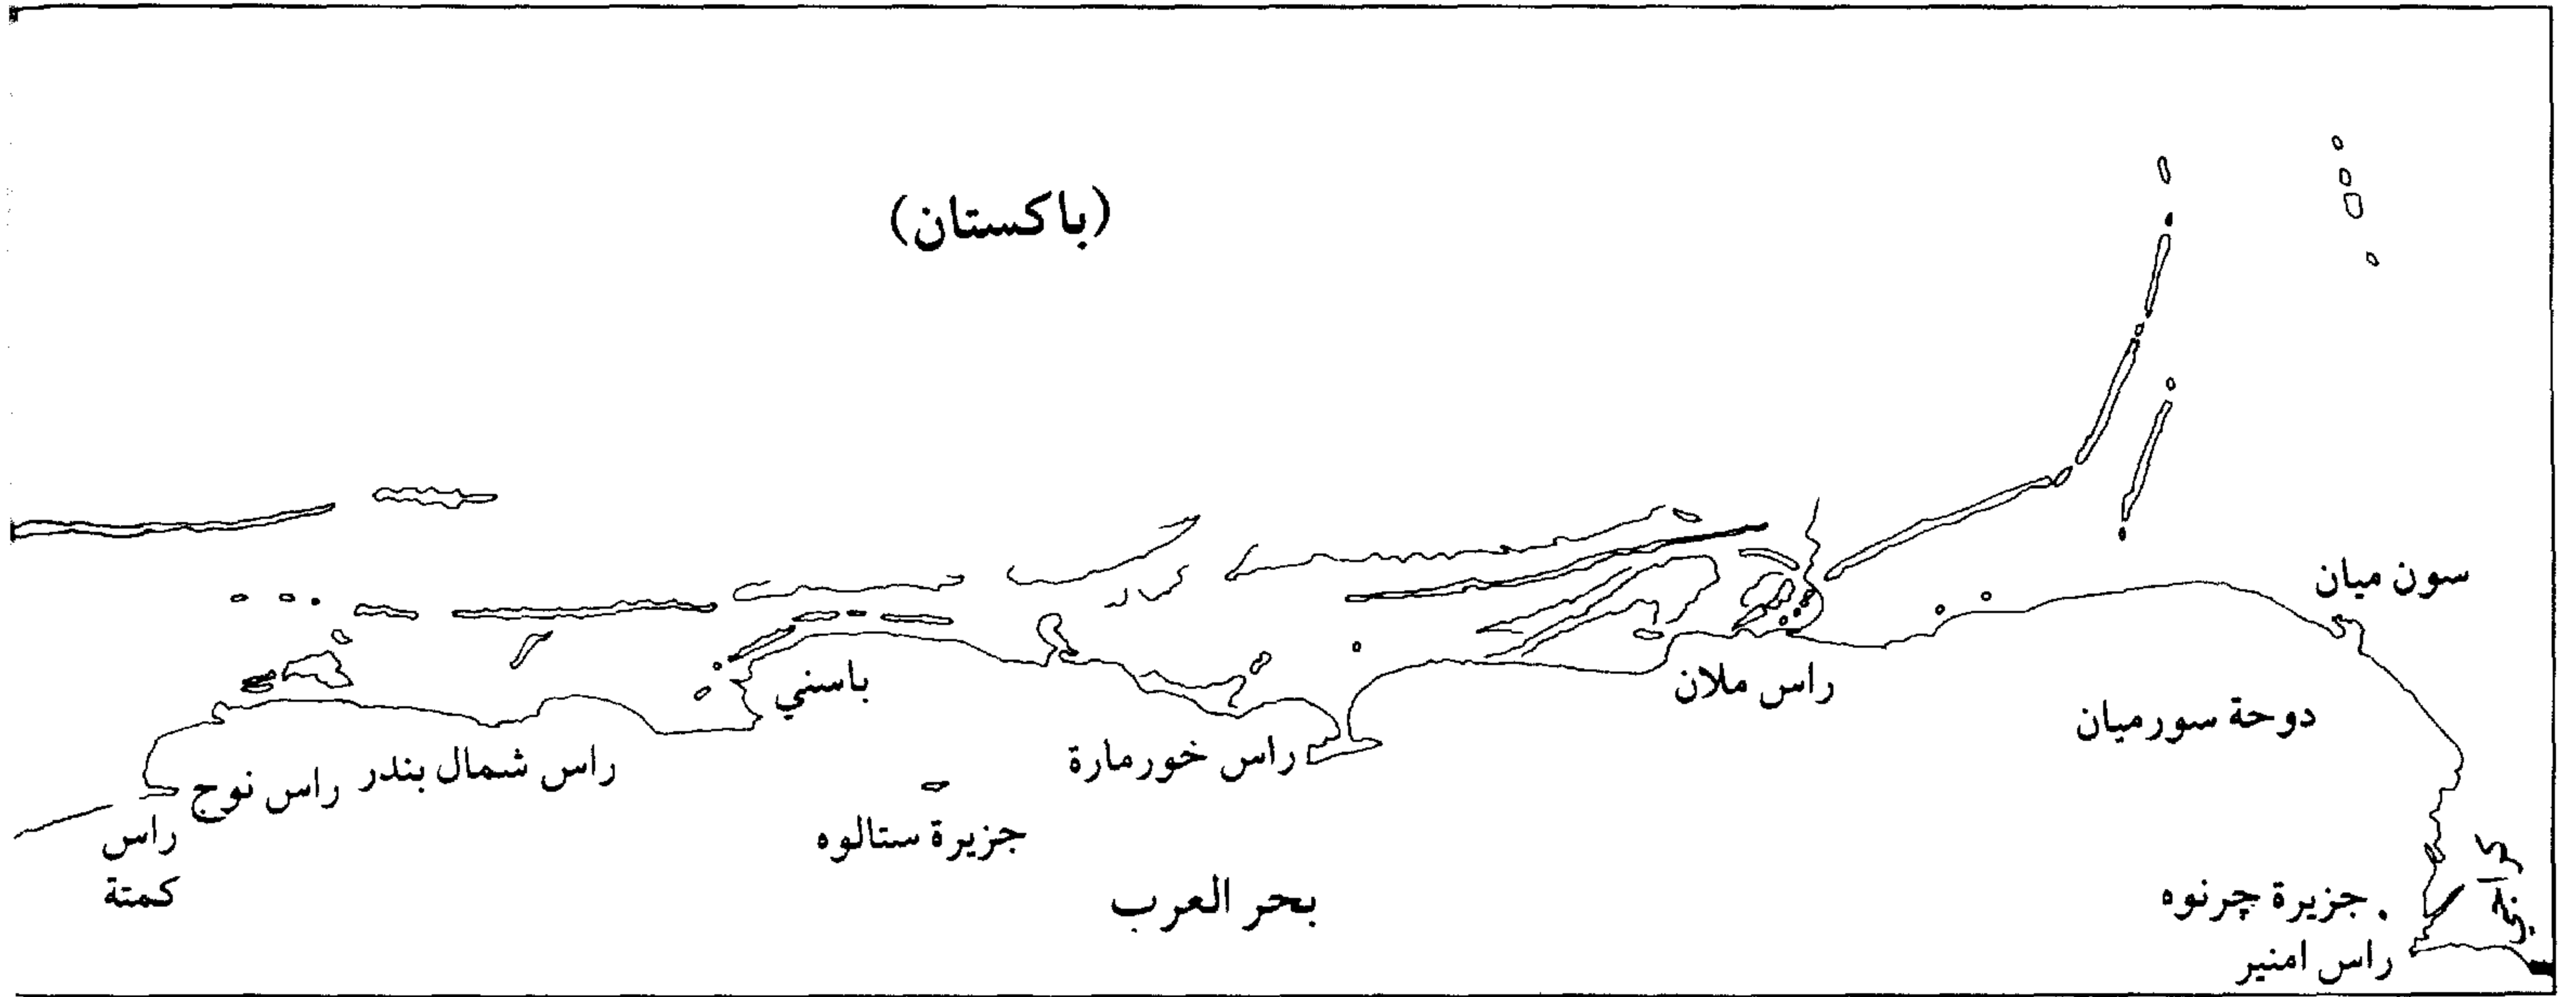 (باكستان)
سون ميان
راس ملان
دوحة سورميان
باسني
راس خورمارة
راس شمال بندر
راس نوج
راس
كمتة
جزيرة ستالوه
بحر العرب
جزيرة چرنوه
راس امنير